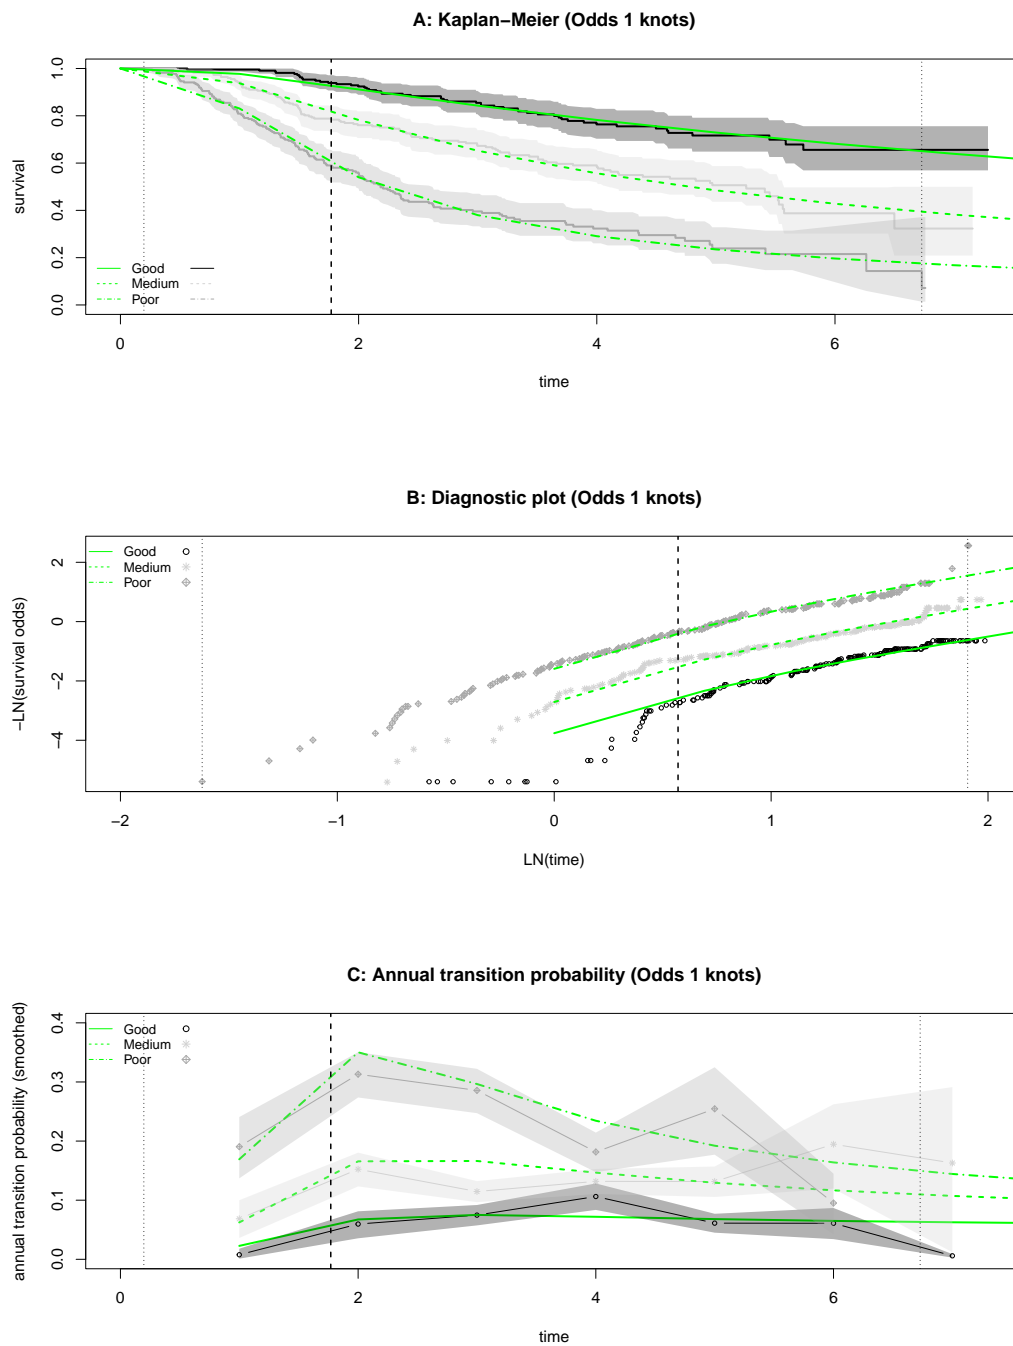 A: Kaplan−Meier (Odds 1 knots)
survival
1.0
0.8
0.6
0.4
0.2
0.0
Good
Medium
Poor
0 2 4 6
time
B: Diagnostic plot (Odds 1 knots)
−LN(survival odds)
2
0
−2
−4
Good
Medium
Poor
−2 −1 0 1 2
LN(time)
C: Annual transition probability (Odds 1 knots)
annual transition probability (smoothed)
0.4
0.3
0.2
0.1
0.0
Good
Medium
Poor
0 2 4 6
time